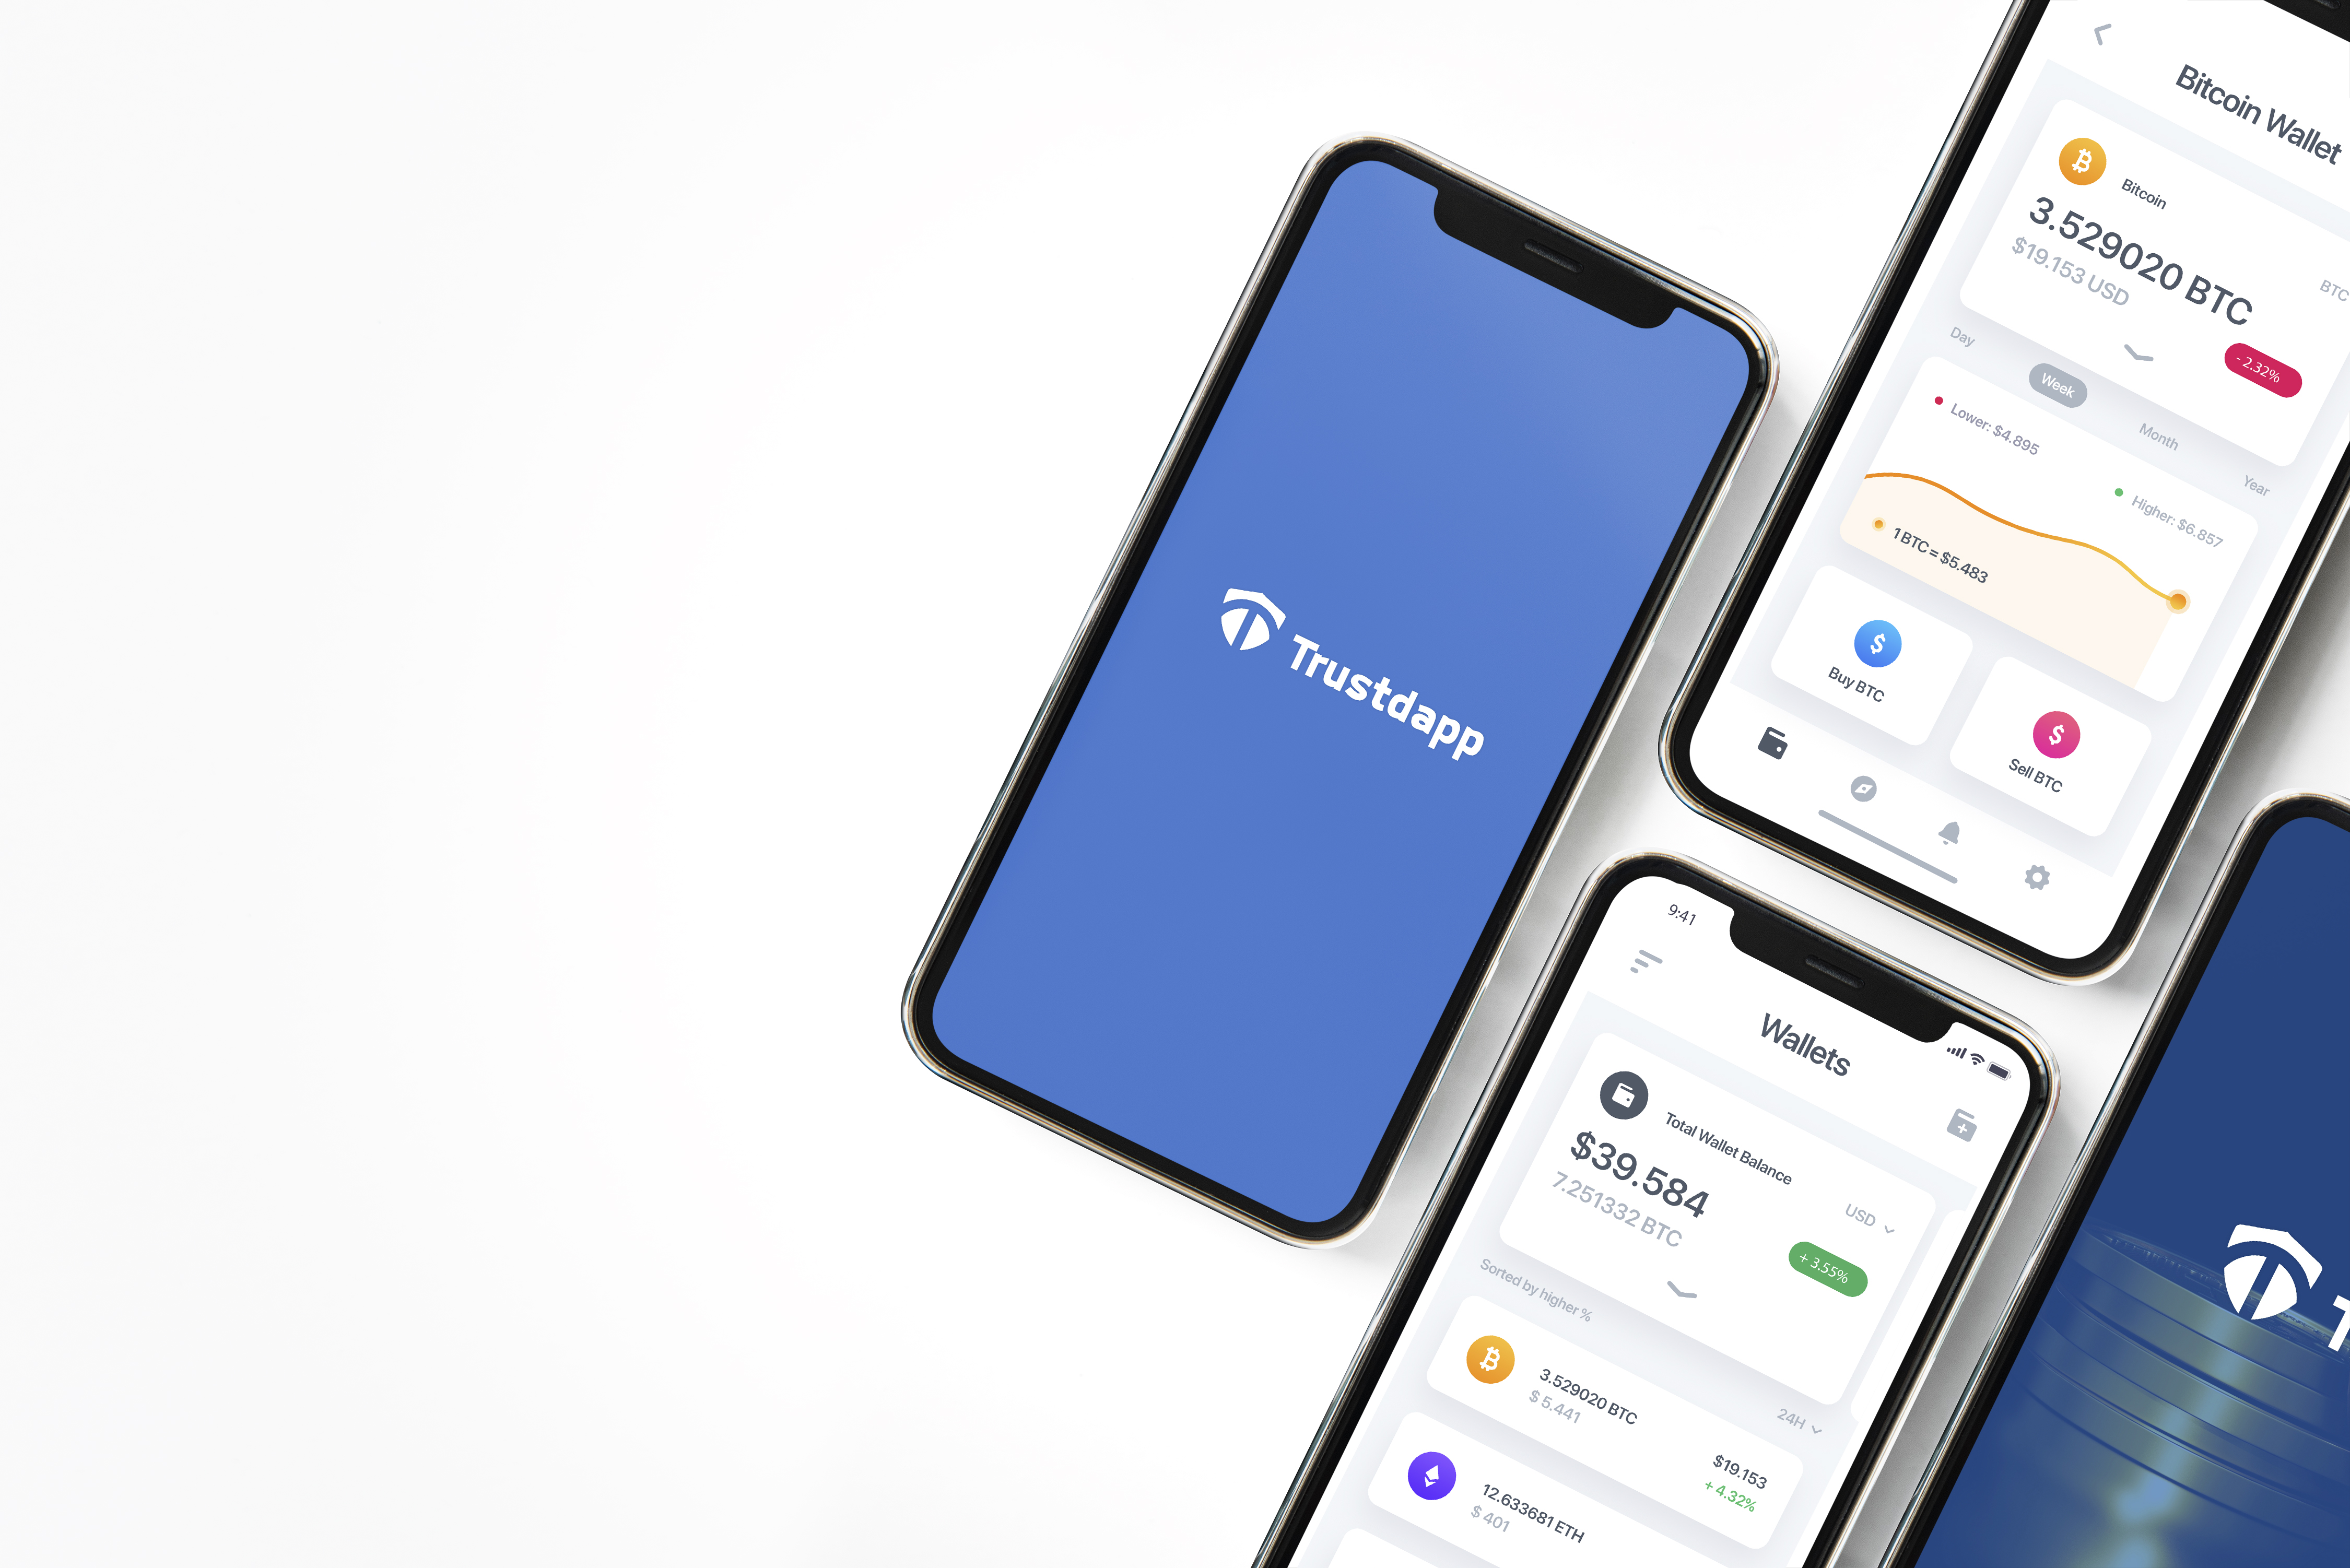 Trustdapp
Bitcoin Wallet
Bitcoin
3.529020 BTC
$19.153 USD
BTC
- 2.32%
Day
Week
Month
Year
Lower: $4.895
Higher: $6.857
1 BTC = $5.483
Buy BTC
Sell BTC
9:41
Wallets
Total Wallet Balance
$39.584
7.251332 BTC
USD
+ 3.55%
Sorted by higher %
24H
3.529020 BTC
$ 5.441
$19.153
+ 4.32%
12.633681 ETH
$ 401